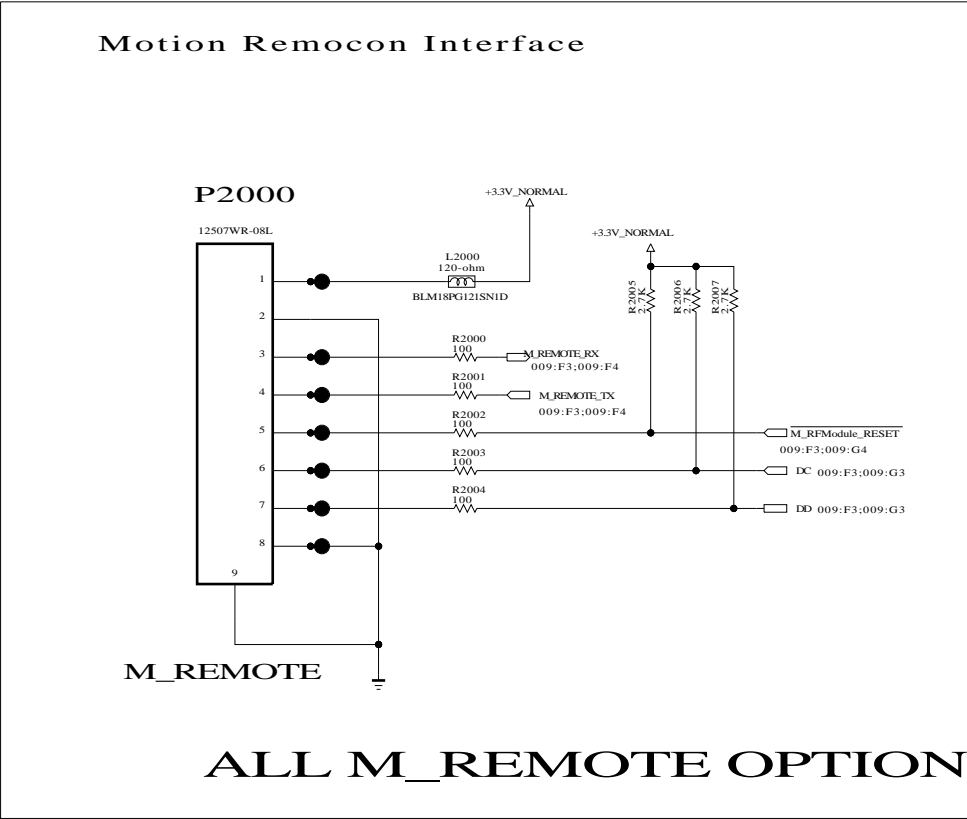 Motion Remocon Interface
P2000
12507WR-08L
+3.3V_NORMAL
+3.3V_NORMAL
L2000
120-ohm
BLM18PG121SN1D
R2005
2.7K
R2006
2.7K
R2007
2.7K
1
2
3
R2000
100
M_REMOTE_RX
009:F3;009:F4
4
R2001
100
M_REMOTE_TX
009:F3;009:F4
5
R2002
100
M_RFModule_RESET
009:F3;009:G4
6
R2003
100
DC 009:F3;009:G3
7
R2004
100
DD 009:F3;009:G3
8
9
M_REMOTE
ALL M_REMOTE OPTION